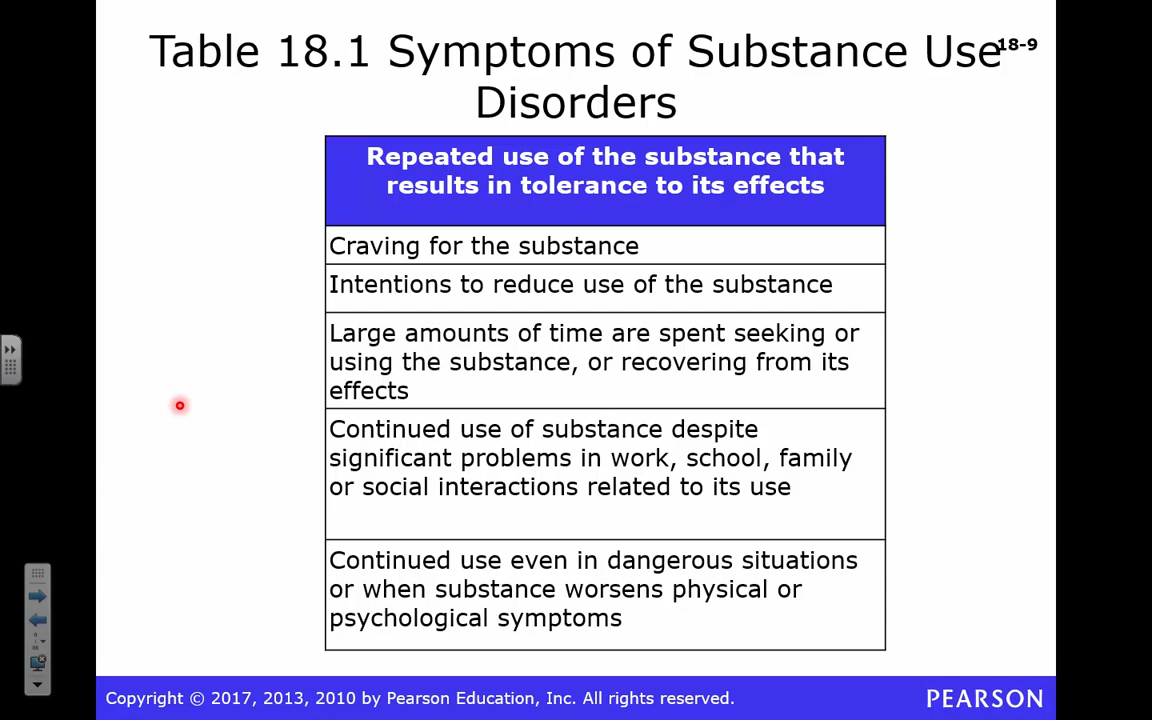 Table 18.1 Symptoms of Substance Use
18-9
Disorders
Repeated use of the substance that
results in tolerance to its effects
Craving for the substance
Intentions to reduce use of the substance
Large amounts of time are spent seeking or
using the substance, or recovering from its
effects
Continued use of substance despite
significant problems in work, school, family
or social interactions related to its use
Continued use even in dangerous situations
or when substance worsens physical or
psychological symptoms
Copyright © 2017, 2013, 2010 by Pearson Education, Inc. All rights reserved.
PEARSON